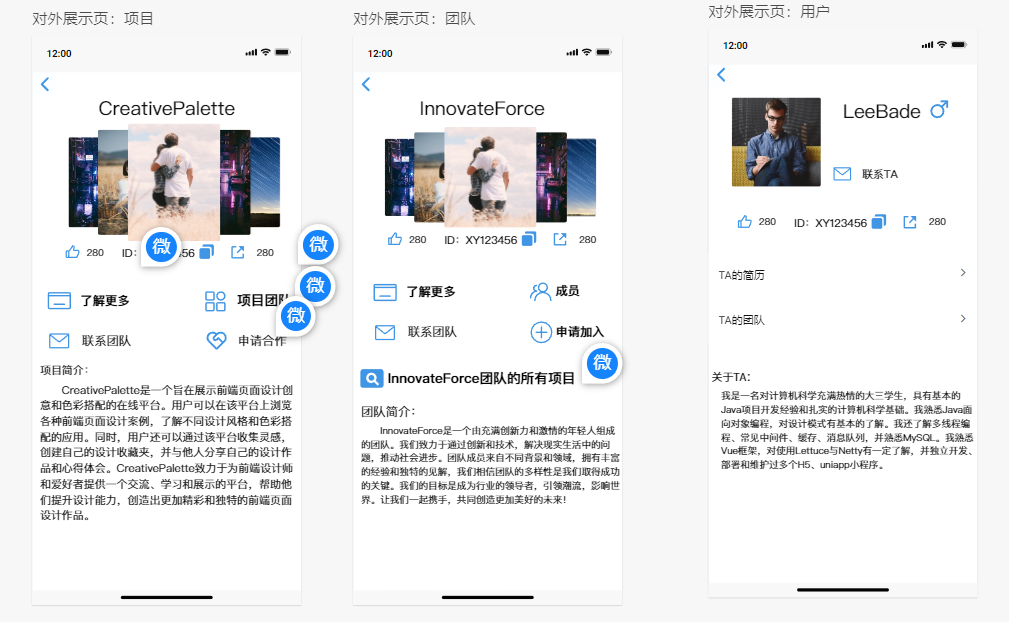 对外展示页：项目
12:00
CreativePalette
280
ID：
微
56
280
微
微
微
了解更多
项目团队
联系团队
申请合作
项目简介：
CreativePalette是一个旨在展示前端页面设计创
意和色彩搭配的在线平台。用户可以在该平台上浏览
各种前端页面设计案例，了解不同设计风格和色彩搭
配的应用。同时，用户还可以通过该平台收集灵感，
创建自己的设计收藏夹，并与他人分享自己的设计作
品和心得体会。CreativePalette致力于为前端设计师
和爱好者提供一个交流、学习和展示的平台，帮助他
们提升设计能力，创造出更加精彩和独特的前端页面
设计作品。
对外展示页：团队
12:00
InnovateForce
280
ID：XY123456
280
了解更多
成员
联系团队
申请加入
微
InnovateForce团队的所有项目
团队简介：
InnovateForce是一个由充满创新力和激情的年轻人组成
的团队。我们致力于通过创新和技术，解决现实生活中的问
题，推动社会进步。团队成员来自不同背景和领域，拥有丰富
的经验和独特的见解，我们相信团队的多样性是我们取得成功
的关键。我们的目标是成为行业的领导者，引领潮流，影响世
界。让我们一起携手，共同创造更加美好的未来！
对外展示页：用户
12:00
LeeBade
联系TA
280
ID：XY123456
280
TA的简历
TA的团队
关于TA：
我是一名对计算机科学充满热情的大三学生，具有基本的
Java项目开发经验和扎实的计算机科学基础。我熟悉Java面
向对象编程，对设计模式有基本的了解。我还了解多线程编
程、常见中间件、缓存、消息队列，并熟悉MySQL。我熟悉
Vue框架，对使用Lettuce与Netty有一定了解，并独立开发、
部署和维护过多个H5、uniapp小程序。